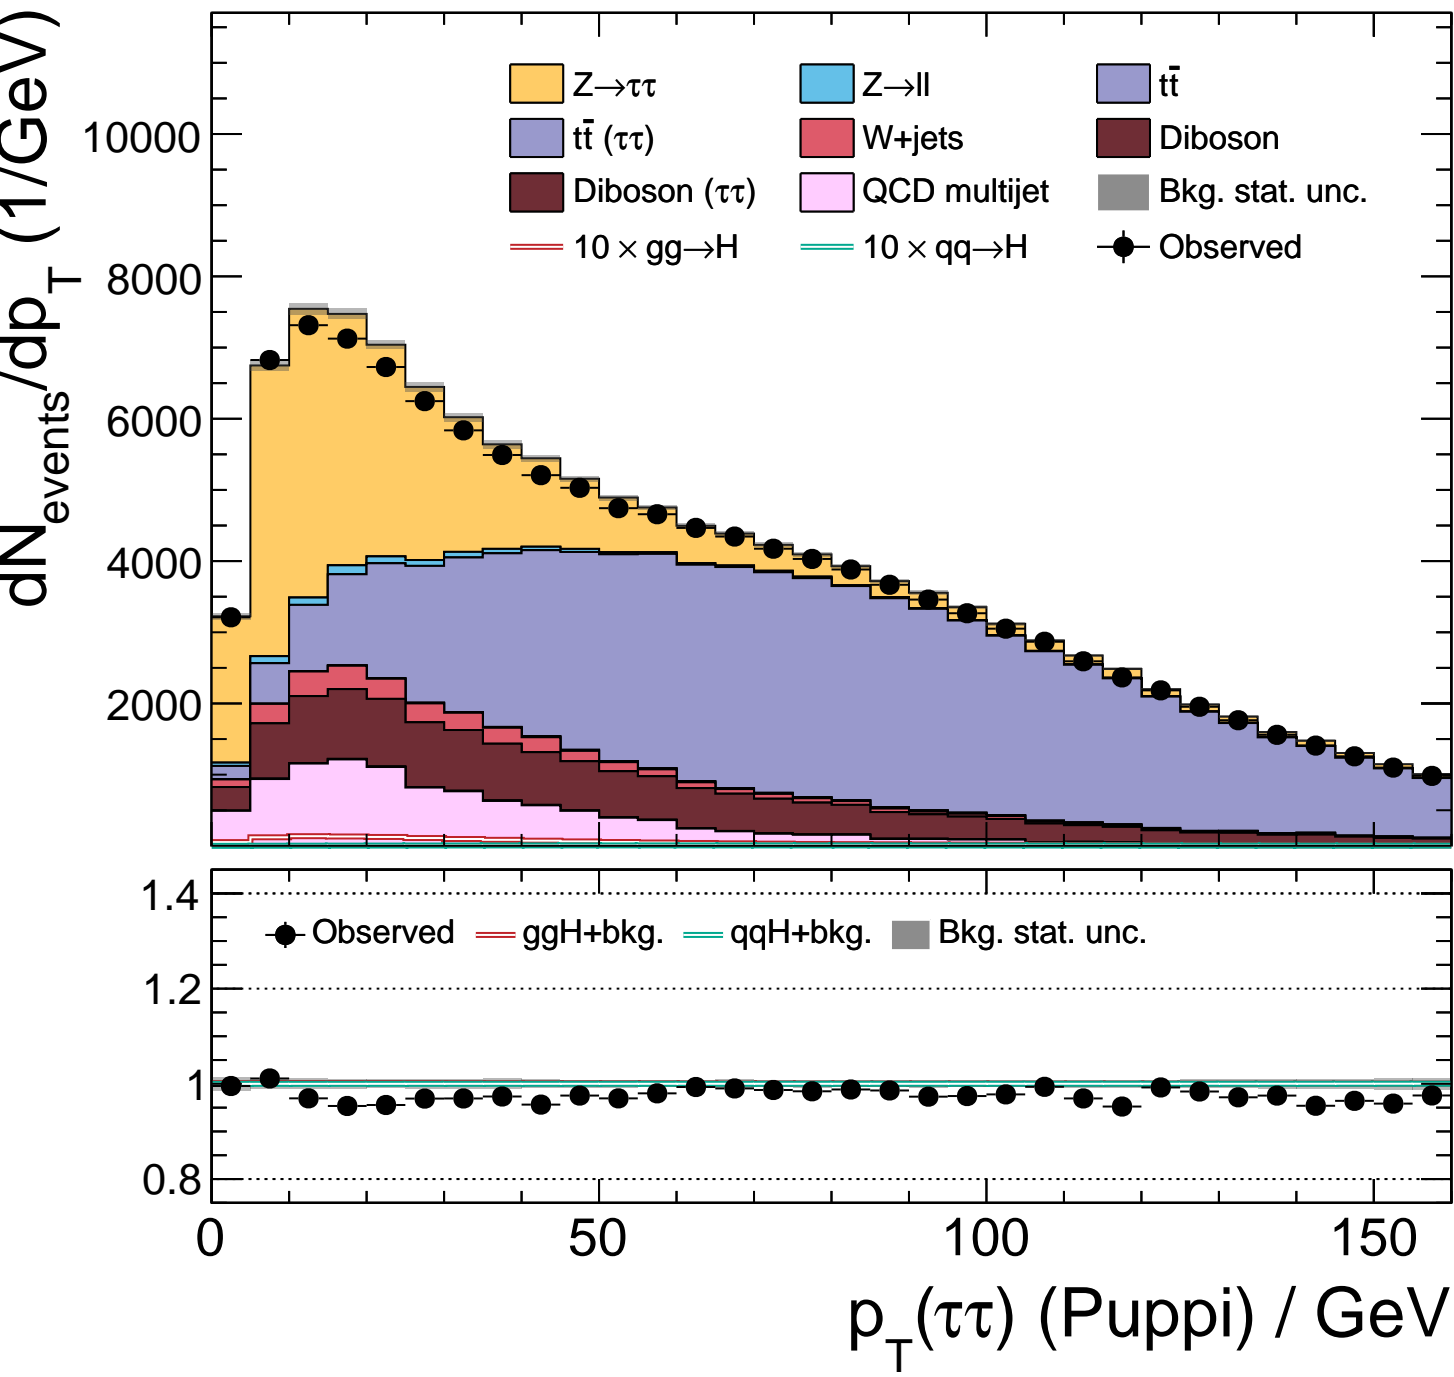 dN_events/dp_T (1/GeV)
Z→ττ Z→ll tt̄
tt̄ (ττ) W+jets Diboson
Diboson (ττ) QCD multijet Bkg. stat. unc.
10 × gg→H 10 × qq→H Observed
10000
8000
6000
4000
2000
Observed ggH+bkg. qqH+bkg. Bkg. stat. unc.
1.4
1.2
1
0.8
0 50 100 150
p_T(ττ) (Puppi) / GeV